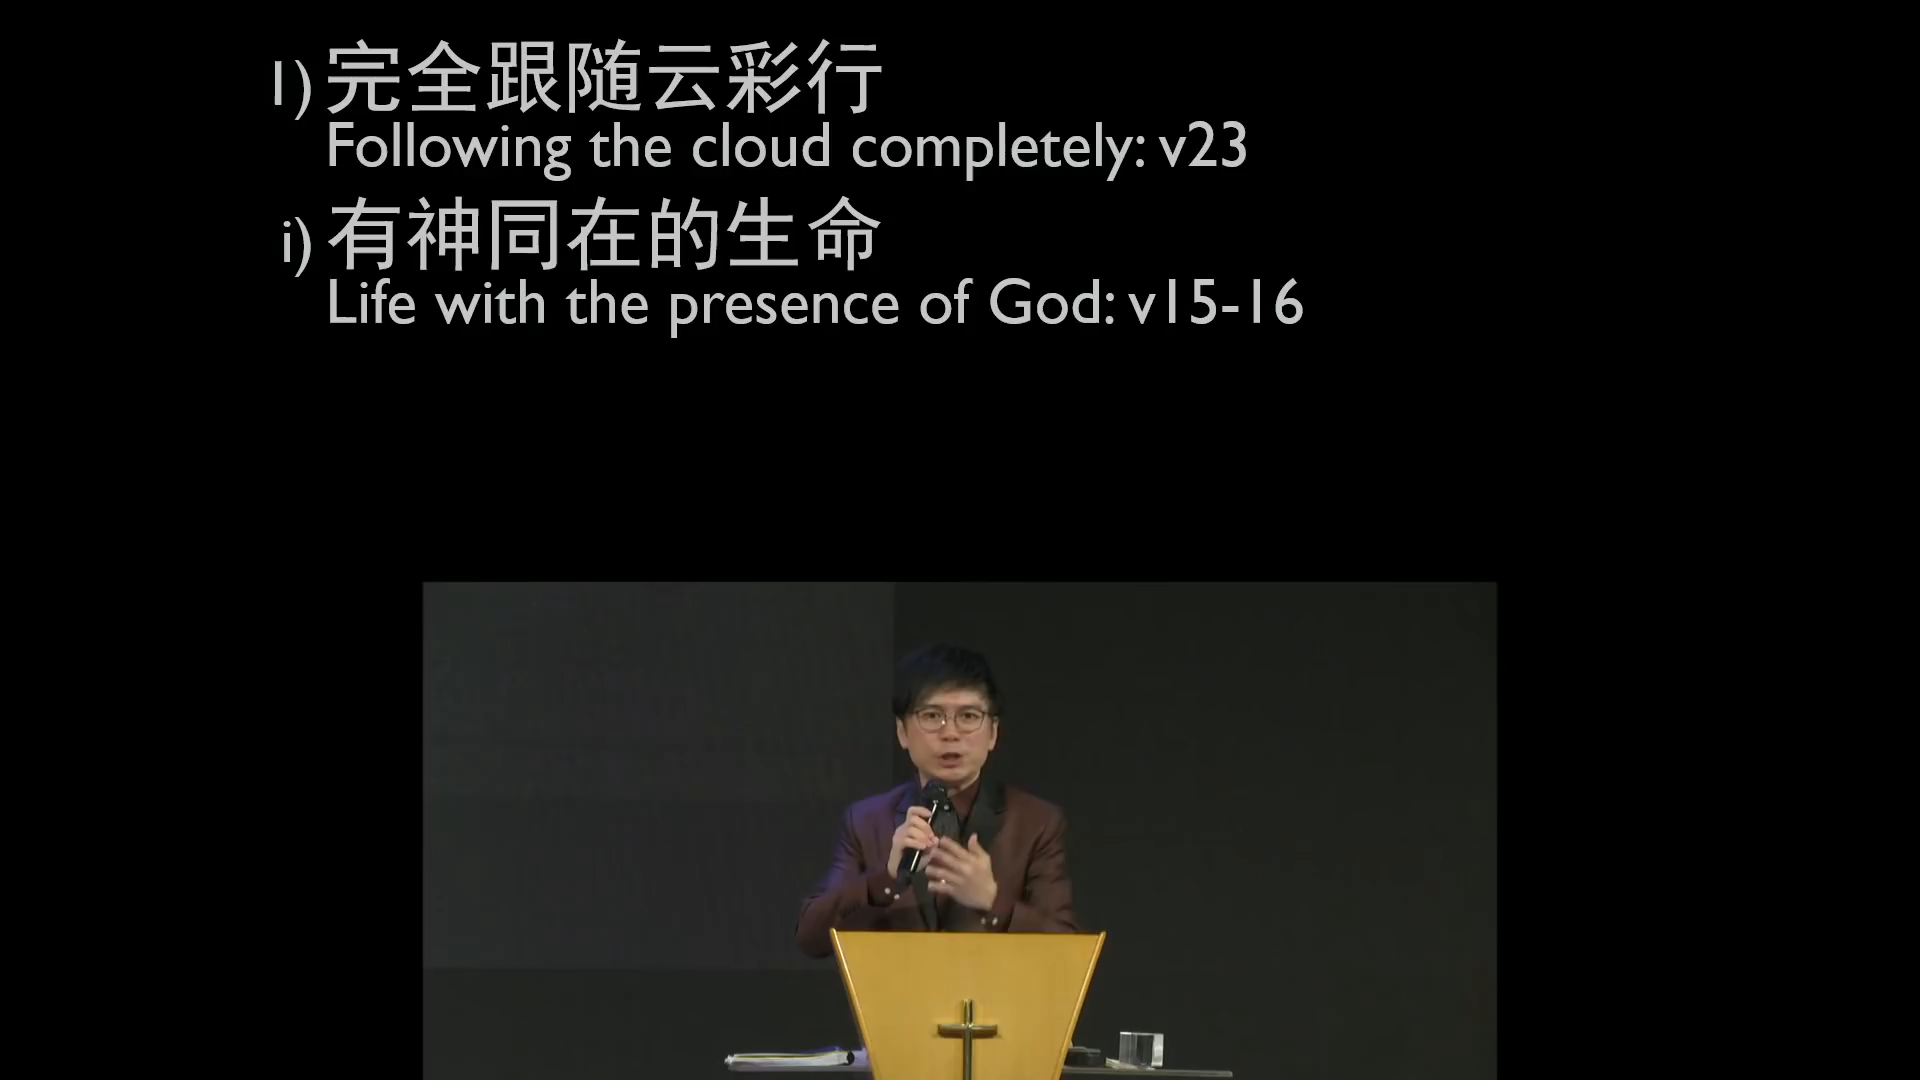 1) 完全跟随云彩行
Following the cloud completely: v23
i) 有神同在的生命
Life with the presence of God: v15-16